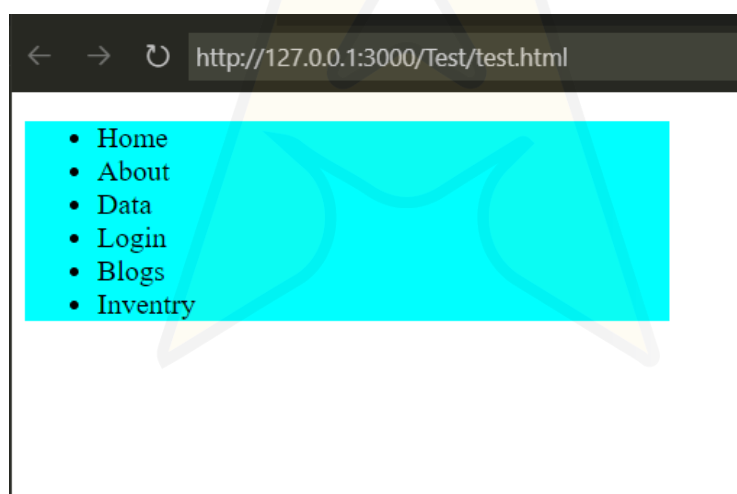 http://127.0.0.1:3000/Test/test.html
Home
About
Data
Login
Blogs
Inventry